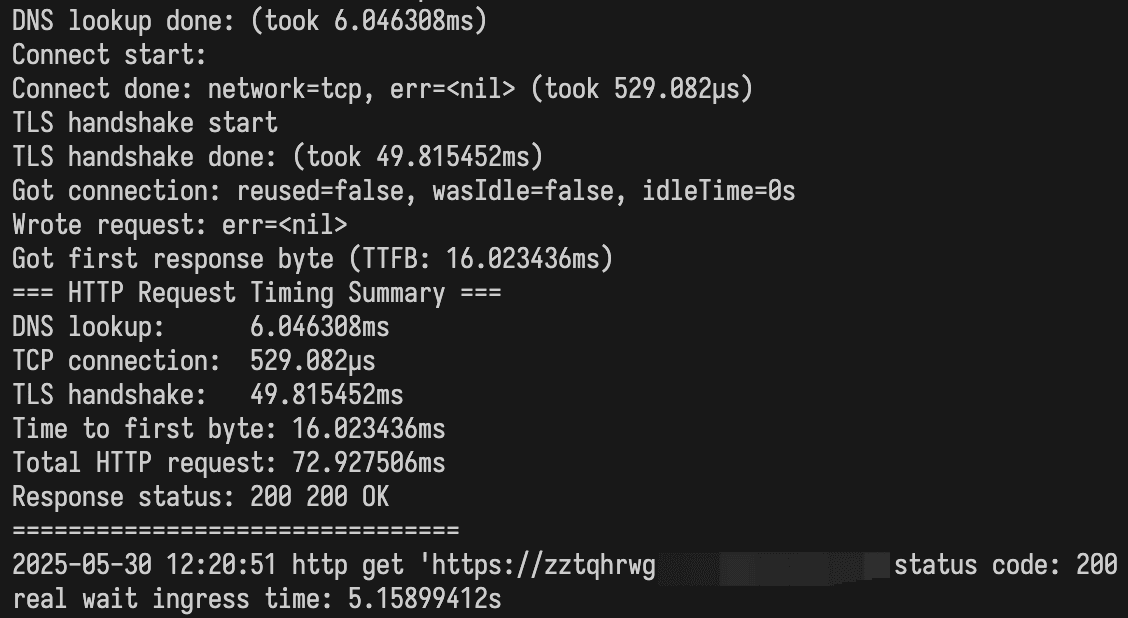 DNS lookup done: (took 6.046308ms)
Connect start:
Connect done: network=tcp, err=<nil> (took 529.082µs)
TLS handshake start
TLS handshake done: (took 49.815452ms)
Got connection: reused=false, wasIdle=false, idleTime=0s
Wrote request: err=<nil>
Got first response byte (TTFB: 16.023436ms)
=== HTTP Request Timing Summary ===
DNS lookup:      6.046308ms
TCP connection:  529.082µs
TLS handshake:   49.815452ms
Time to first byte: 16.023436ms
Total HTTP request: 72.927506ms
Response status: 200 200 OK
================================
2025-05-30 12:20:51 http get 'https://zztqhrwg status code: 200
real wait ingress time: 5.15899412s